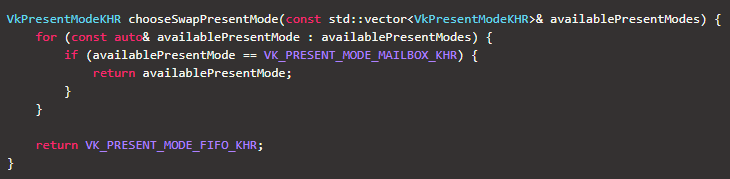 VkPresentModeKHR chooseSwapPresentMode(const std::vector<VkPresentModeKHR>& availablePresentModes) {
    for (const auto& availablePresentMode : availablePresentModes) {
        if (availablePresentMode == VK_PRESENT_MODE_MAILBOX_KHR) {
            return availablePresentMode;
        }
    }

    return VK_PRESENT_MODE_FIFO_KHR;
}